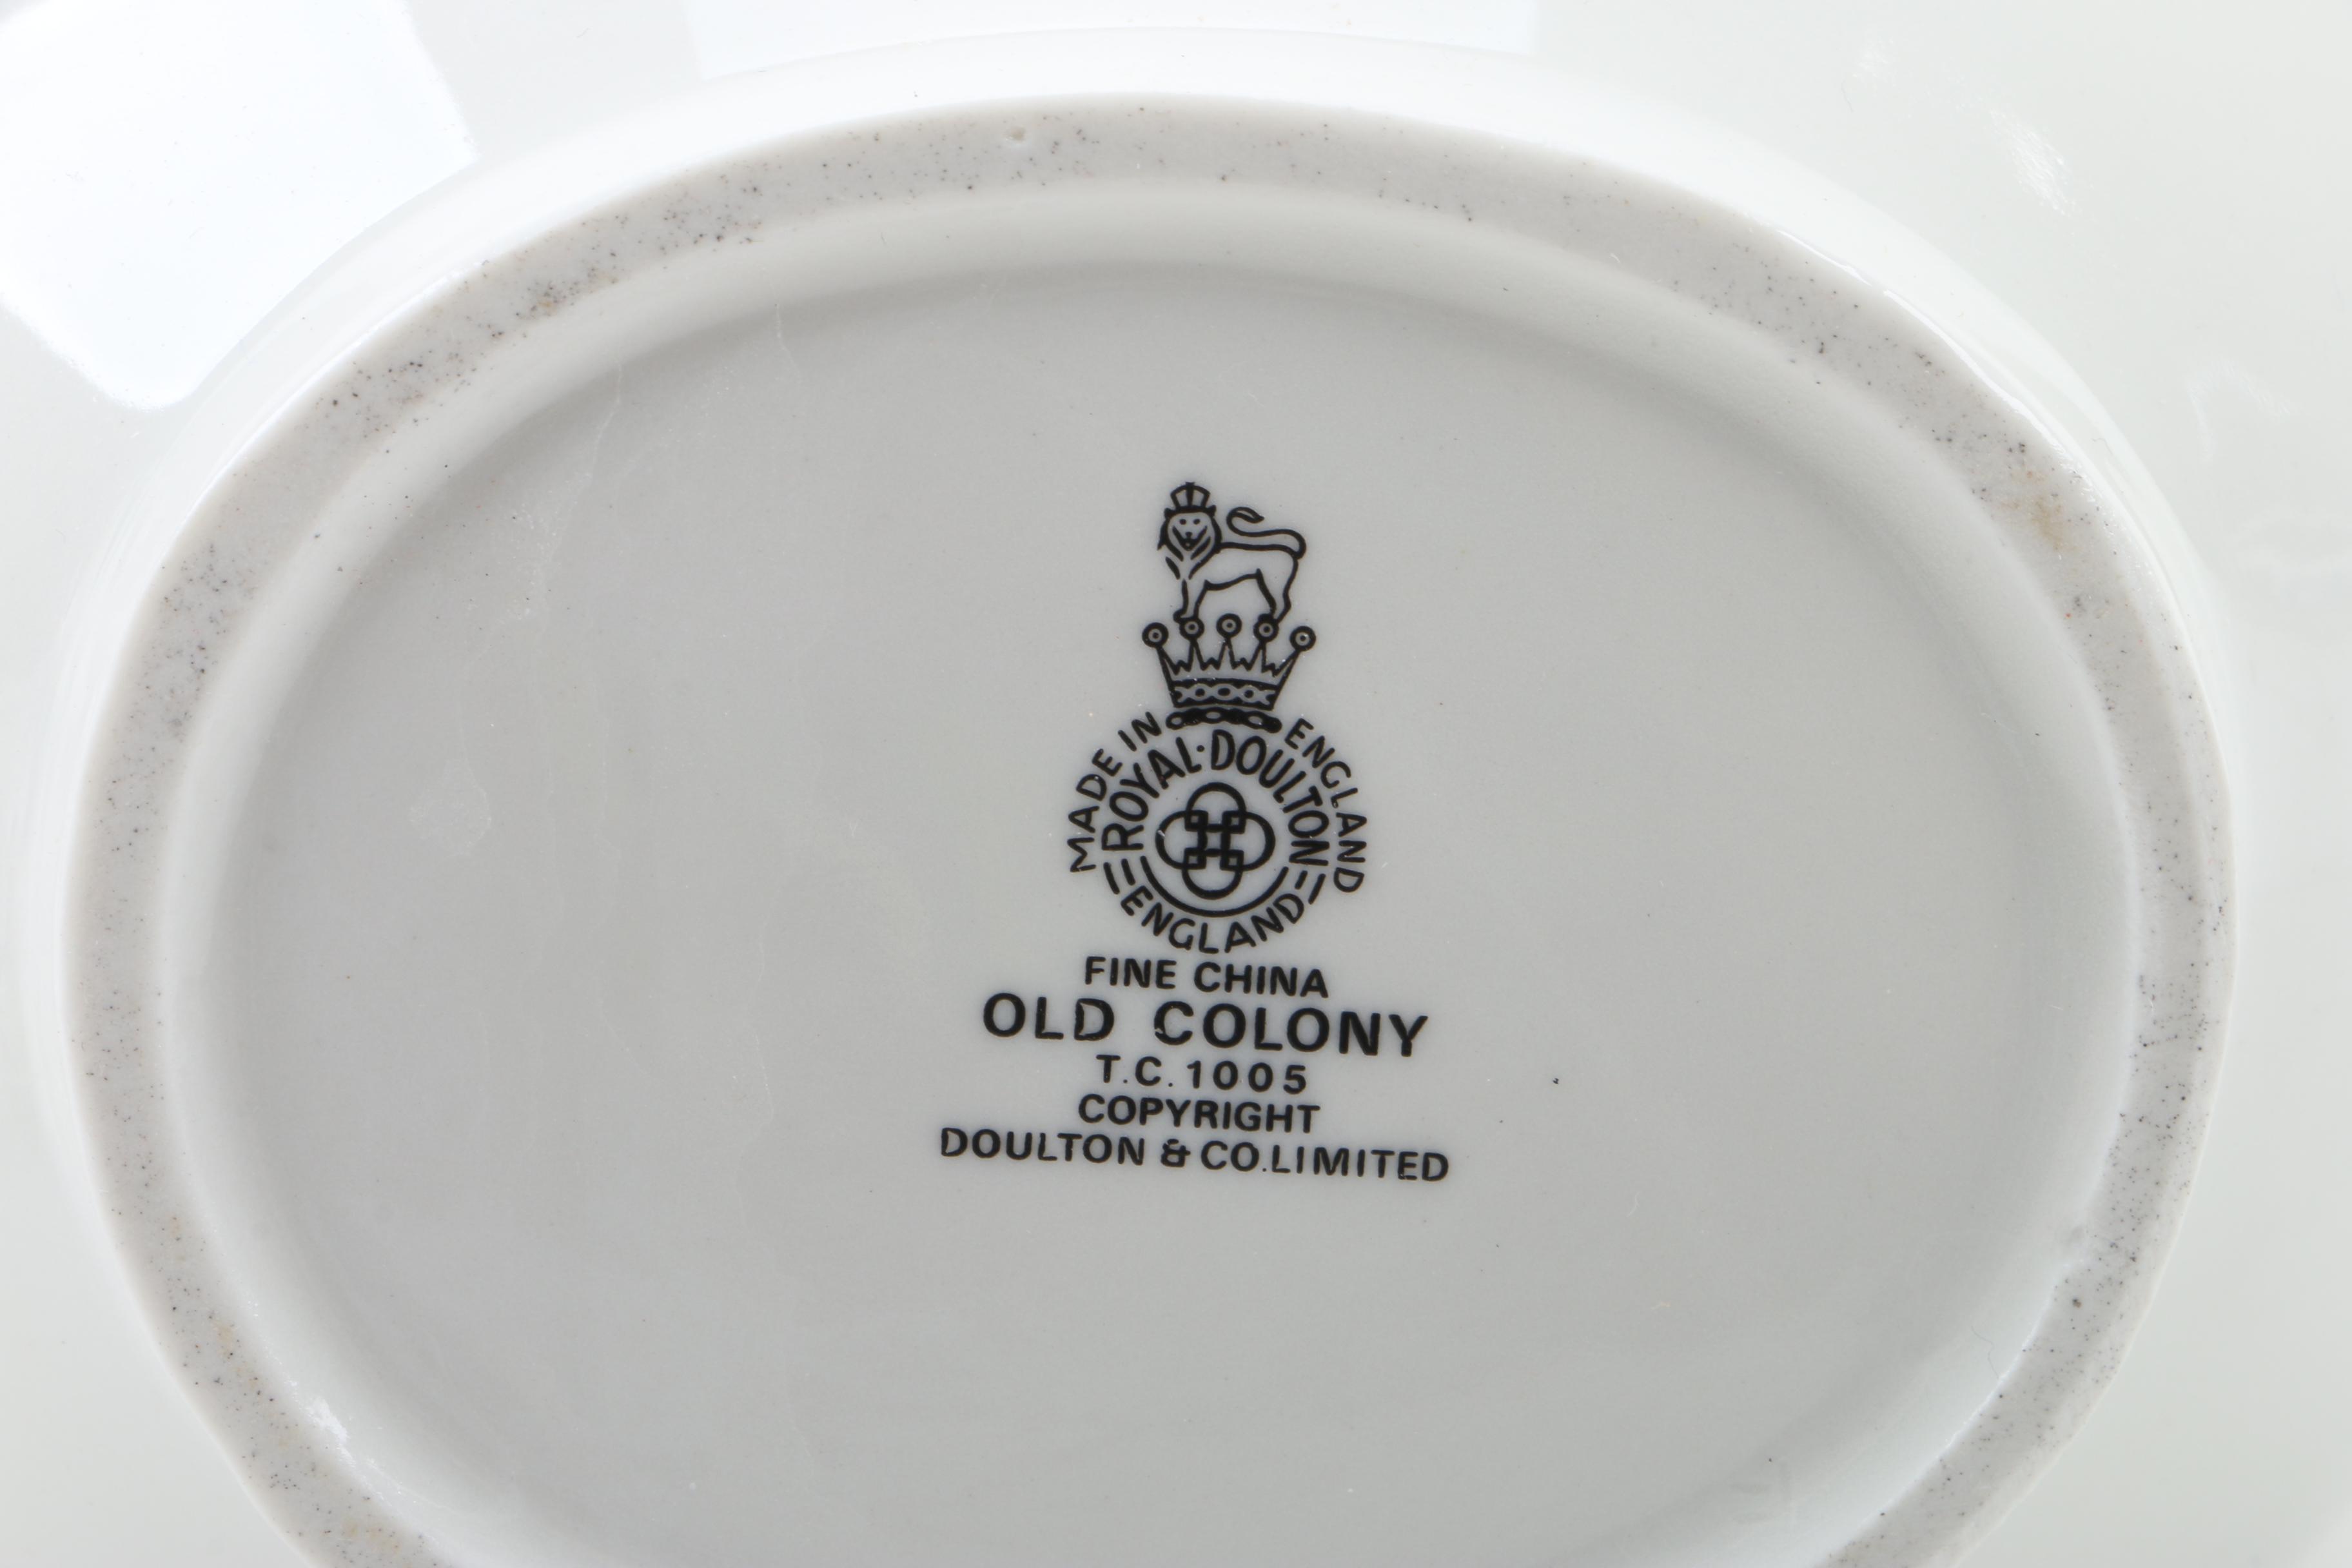 MADE IN ENGLAND
ROYAL·DOULTON
ENGLAND
FINE CHINA
OLD COLONY
T.C.1005
COPYRIGHT
DOULTON & CO.LIMITED